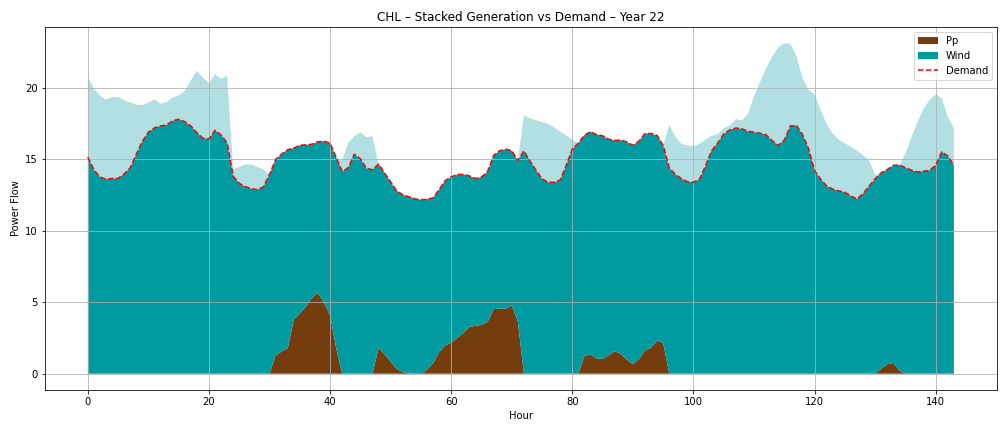 CHL – Stacked Generation vs Demand – Year 22
Pp
Wind
Demand
Power Flow
20
15
10
5
0
0 20 40 60 80 100 120 140
Hour